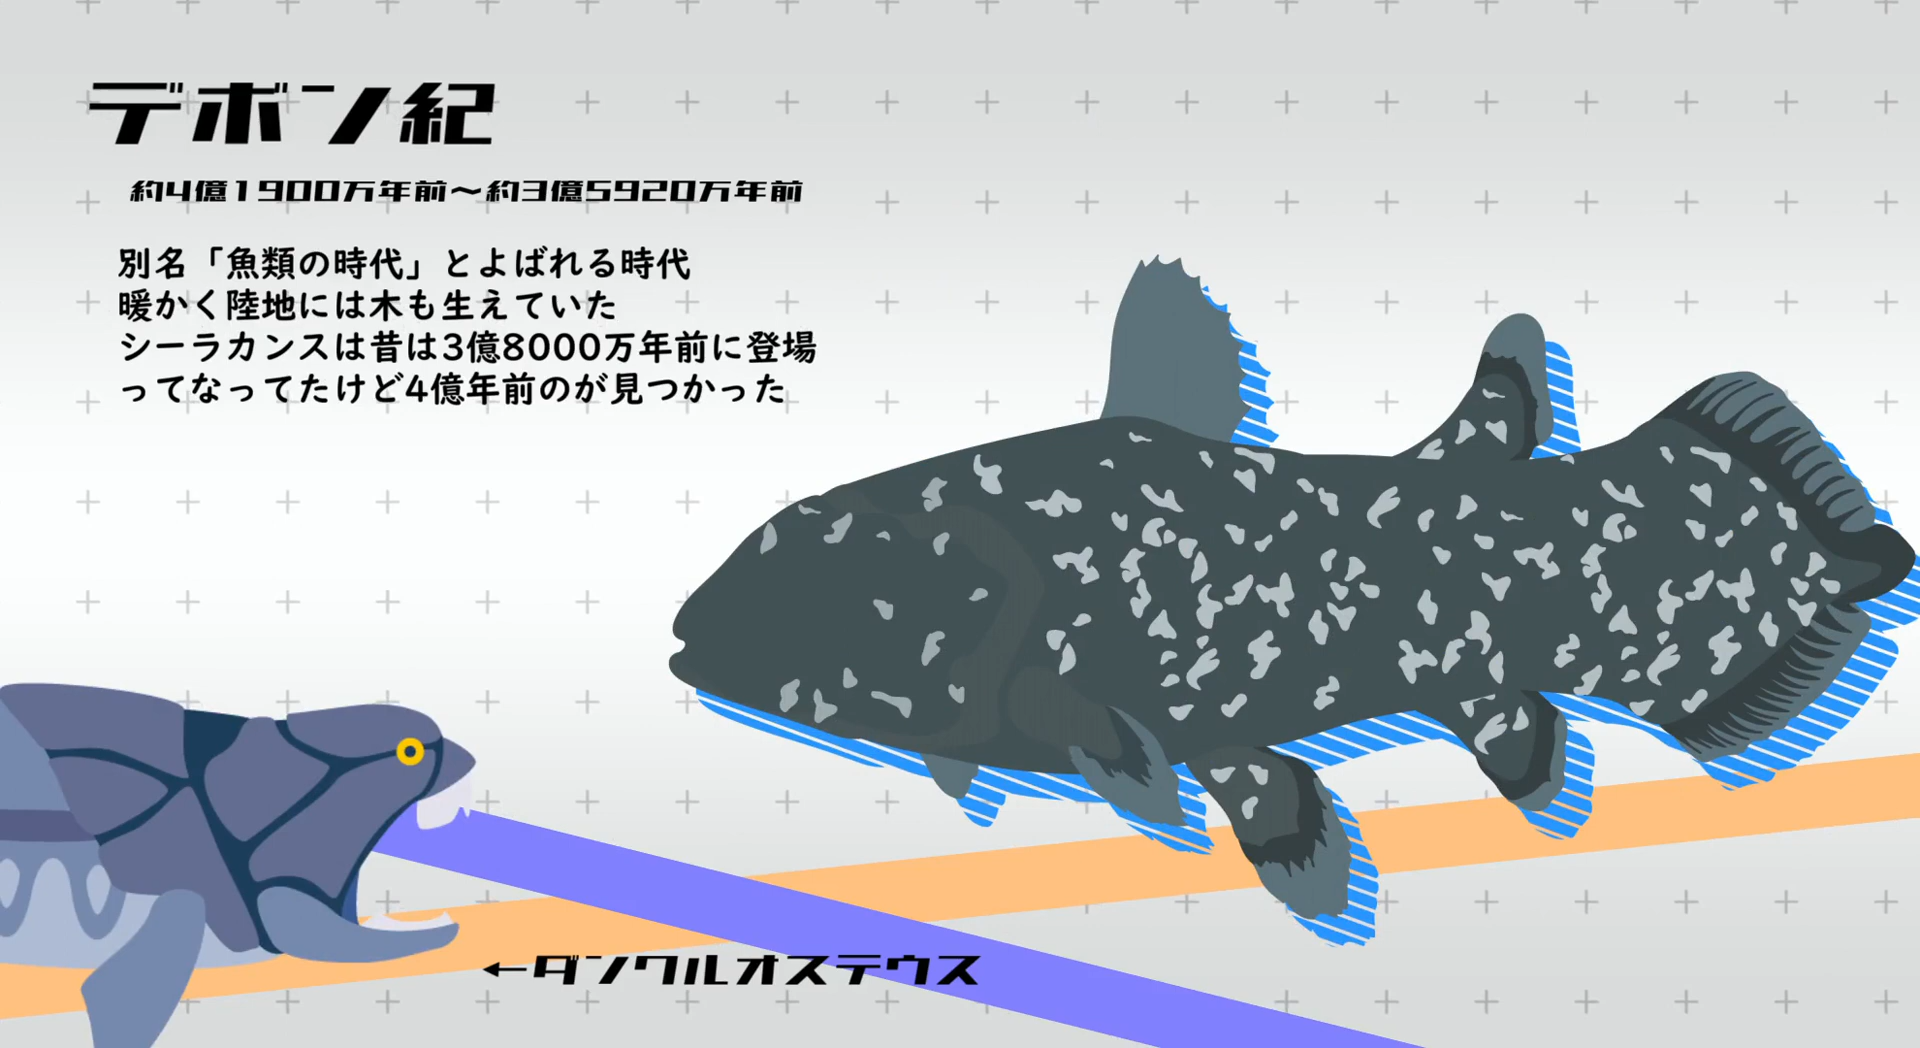 デボン紀
約4億1900万年前～約3億5920万年前
別名「魚類の時代」とよばれる時代
暖かく陸地には木も生えていた
シーラカンスは昔は3億8000万年前に登場
ってなってたけど4億年前のが見つかった
←ダンクルオステウス